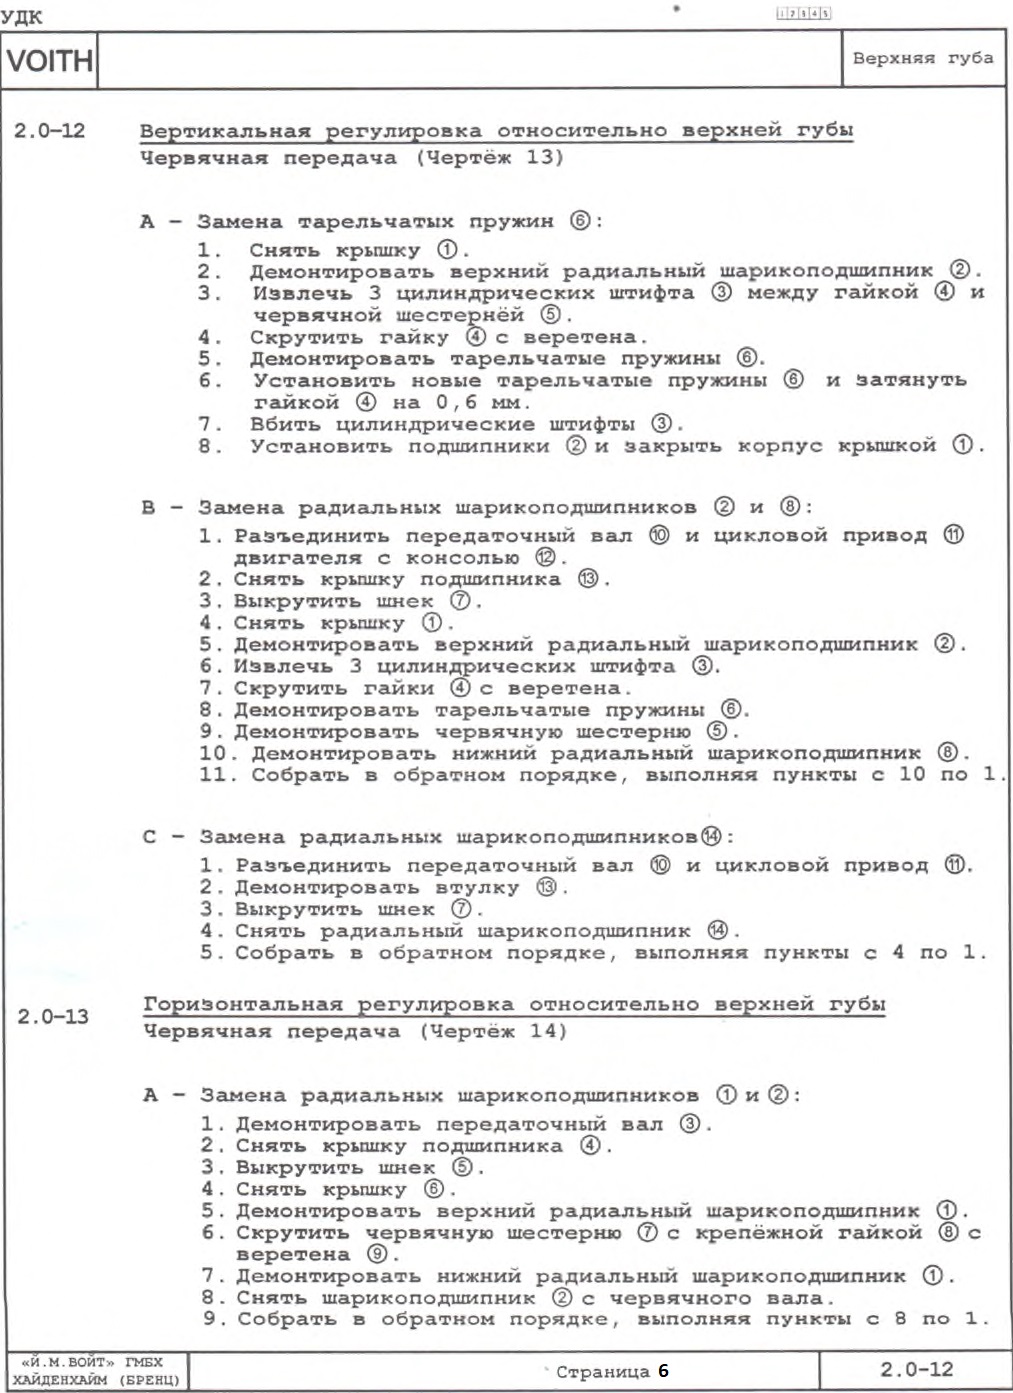 УДК
1 2 3 4 5
VOITH
Верхняя губа
2.0-12 Вертикальная регулировка относительно верхней губы
Червячная передача (Чертёж 13)
А - Замена тарельчатых пружин ⑥:
1. Снять крышку ①.
2. Демонтировать верхний радиальный шарикоподшипник ②.
3. Извлечь 3 цилиндрических штифта ③ между гайкой ④ и
червячной шестернёй ⑤.
4. Скрутить гайку ④ с веретена.
5. Демонтировать тарельчатые пружины ⑥.
6. Установить новые тарельчатые пружины ⑥ и затянуть
гайкой ④ на 0,6 мм.
7. Вбить цилиндрические штифты ③.
8. Установить подшипники ② и закрыть корпус крышкой ①.
В - Замена радиальных шарикоподшипников ② и ⑧:
1. Разъединить передаточный вал ⑩ и цикловой привод ⑪
двигателя с консолью ⑫.
2. Снять крышку подшипника ⑬.
3. Выкрутить шнек ⑦.
4. Снять крышку ①.
5. Демонтировать верхний радиальный шарикоподшипник ②.
6. Извлечь 3 цилиндрических штифта ③.
7. Скрутить гайки ④ с веретена.
8. Демонтировать тарельчатые пружины ⑥.
9. Демонтировать червячную шестерню ⑤.
10. Демонтировать нижний радиальный шарикоподшипник ⑧.
11. Собрать в обратном порядке, выполняя пункты с 10 по 1.
С - Замена радиальных шарикоподшипников ⑭:
1. Разъединить передаточный вал ⑩ и цикловой привод ⑪.
2. Демонтировать втулку ⑬.
3. Выкрутить шнек ⑦.
4. Снять радиальный шарикоподшипник ⑭.
5. Собрать в обратном порядке, выполняя пункты с 4 по 1.
2.0-13 Горизонтальная регулировка относительно верхней губы
Червячная передача (Чертёж 14)
А - Замена радиальных шарикоподшипников ① и ②:
1. Демонтировать передаточный вал ③.
2. Снять крышку подшипника ④.
3. Выкрутить шнек ⑤.
4. Снять крышку ⑥.
5. Демонтировать верхний радиальный шарикоподшипник ①.
6. Скрутить червячную шестерню ⑦ с крепёжной гайкой ⑧ с
веретена ⑨.
7. Демонтировать нижний радиальный шарикоподшипник ①.
8. Снять шарикоподшипник ② с червячного вала.
9. Собрать в обратном порядке, выполняя пункты с 8 по 1.
«Й.М.ВОЙТ» ГМБХ
ХАЙДЕНХАЙМ (БРЕНЦ)
Страница 6
2.0-12